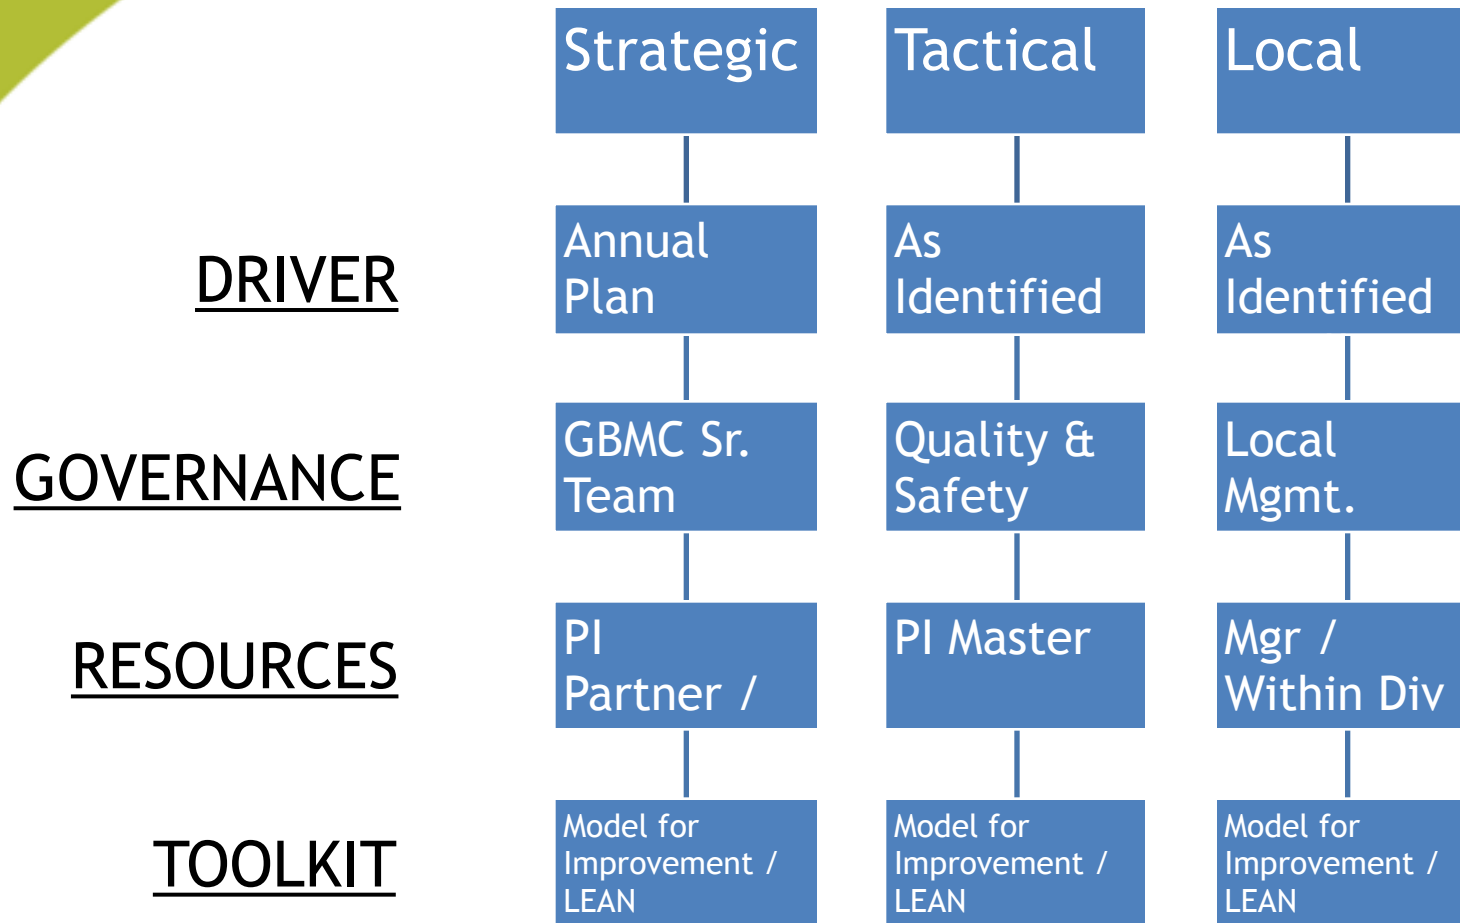 Strategic
Tactical
Local
DRIVER
Annual
Plan
As
Identified
As
Identified
GOVERNANCE
GBMC Sr.
Team
Quality &
Safety
Local
Mgmt.
RESOURCES
PI
Partner /
PI Master
Mgr /
Within Div
TOOLKIT
Model for
Improvement /
LEAN
Model for
Improvement /
LEAN
Model for
Improvement /
LEAN